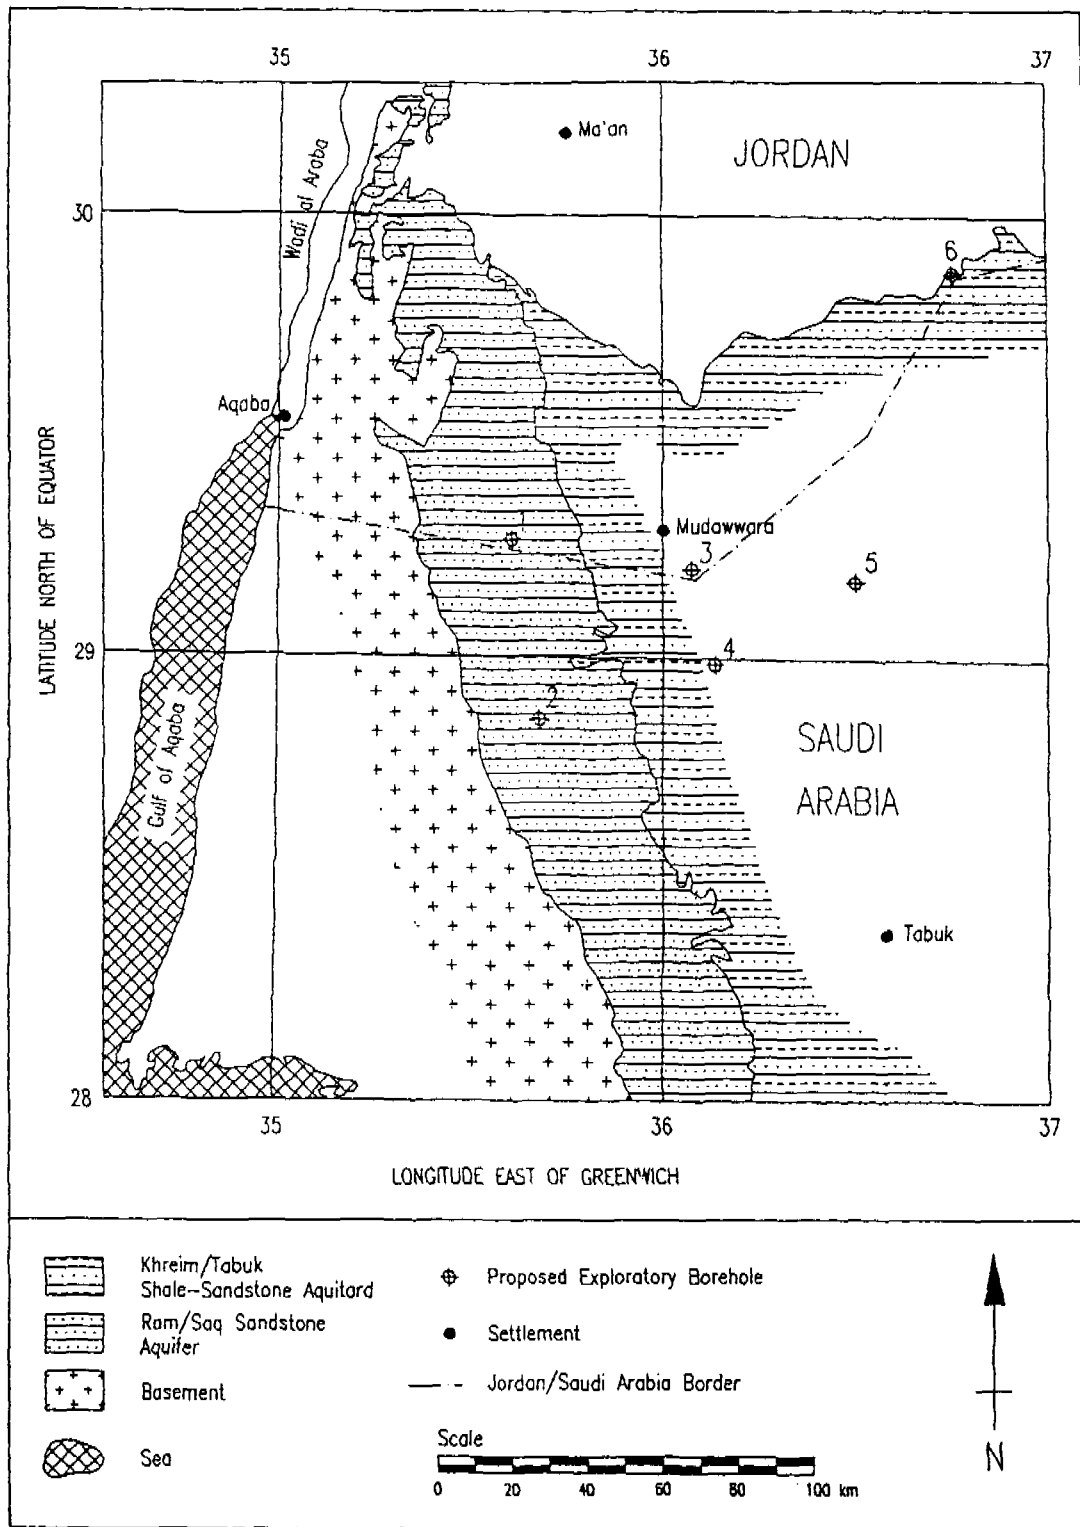 35 36 37
Ma'an
JORDAN
Wadi al Araba
30
6
Aqaba
LATITUDE NORTH OF EQUATOR
1
Mudawwara
3
5
29
4
2
SAUDI
ARABIA
Gulf of Aqaba
Tabuk
28
35 36 37
LONGITUDE EAST OF GREENWICH
Khreim/Tabuk
Shale-Sandstone Aquitard
Ram/Saq Sandstone
Aquifer
Basement
Sea
Proposed Exploratory Borehole
Settlement
Jordan/Saudi Arabia Border
Scale
0 20 40 60 80 100 km
N